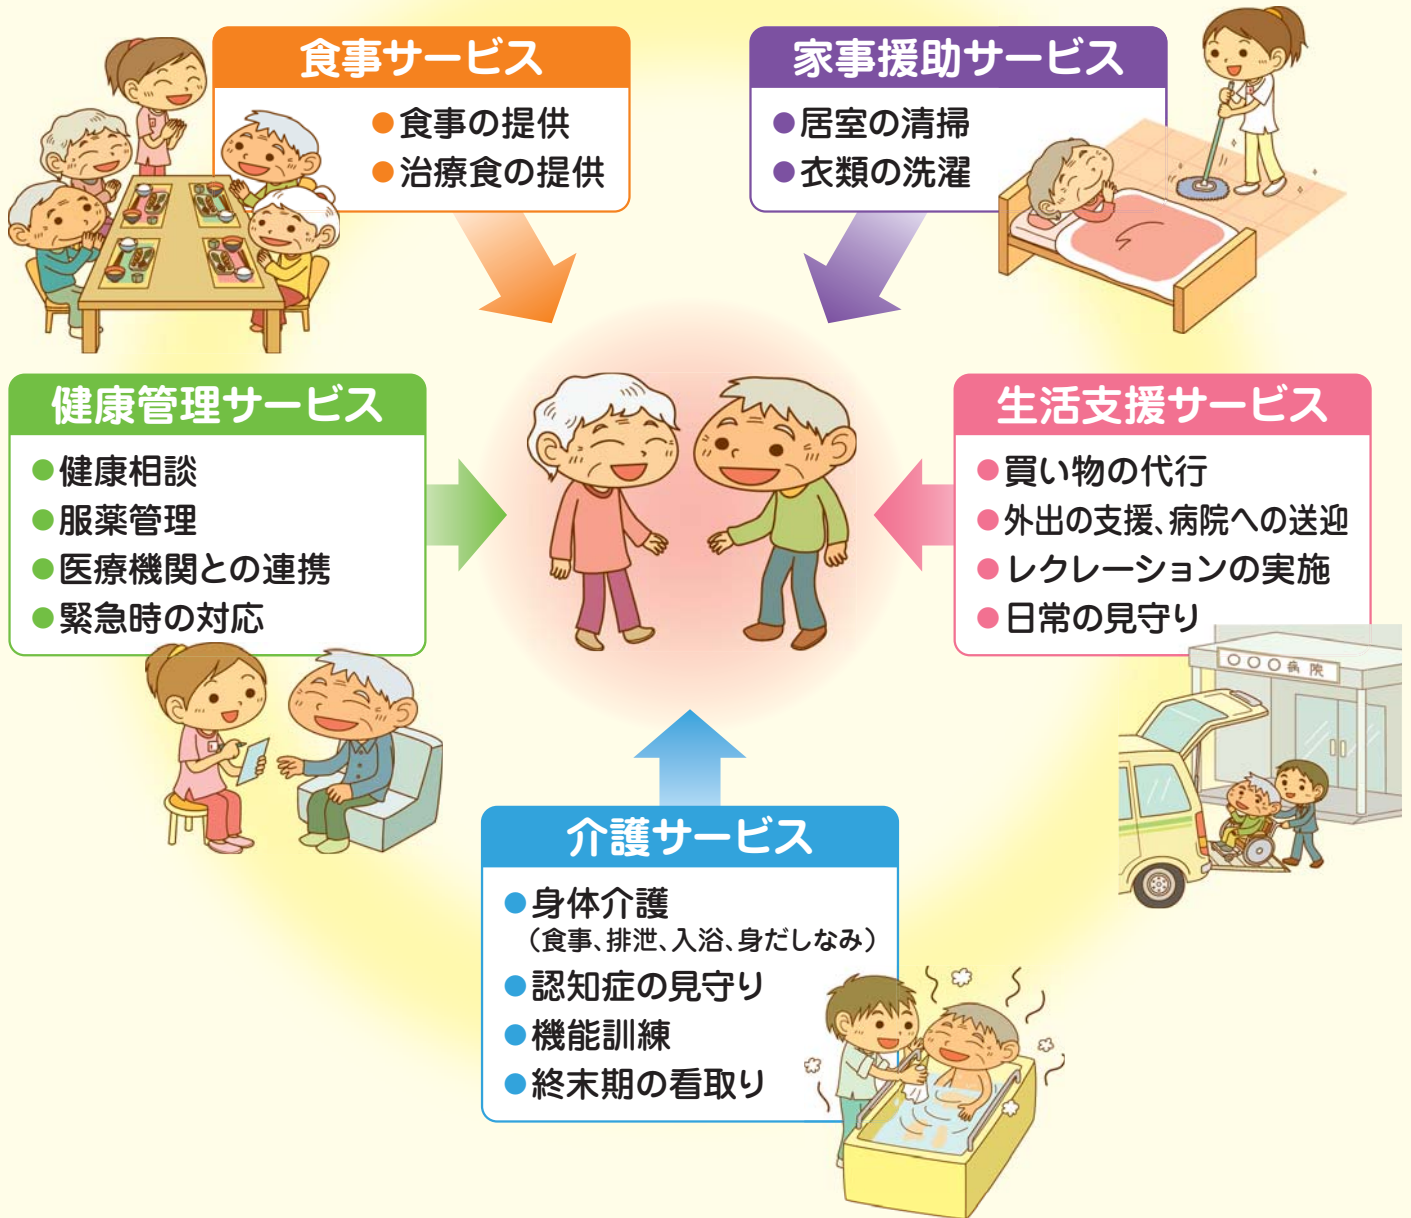 食事サービス
●食事の提供
●治療食の提供
家事援助サービス
●居室の清掃
●衣類の洗濯
健康管理サービス
●健康相談
●服薬管理
●医療機関との連携
●緊急時の対応
生活支援サービス
●買い物の代行
●外出の支援、病院への送迎
●レクレーションの実施
●日常の見守り
〇〇〇病院
介護サービス
●身体介護
（食事、排泄、入浴、身だしなみ）
●認知症の見守り
●機能訓練
●終末期の看取り